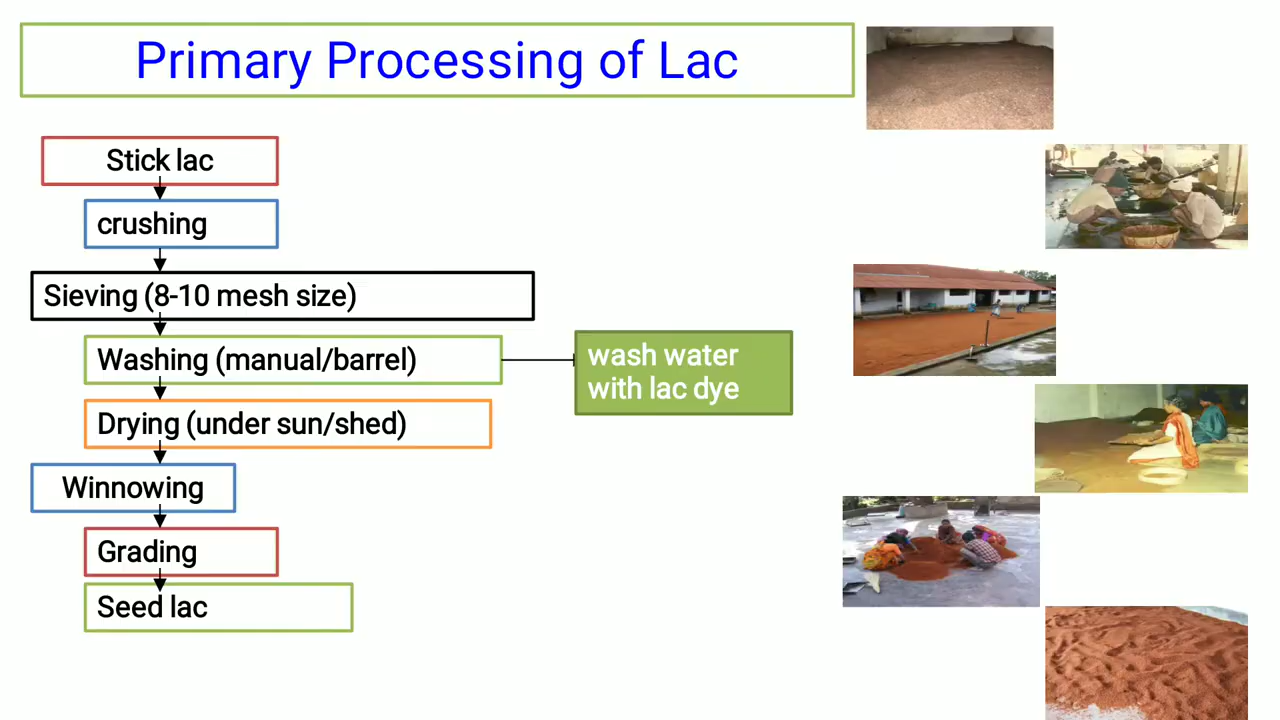 Primary Processing of Lac
Stick lac
crushing
Sieving (8-10 mesh size)
Washing (manual/barrel)
wash water
with lac dye
Drying (under sun/shed)
Winnowing
Grading
Seed lac